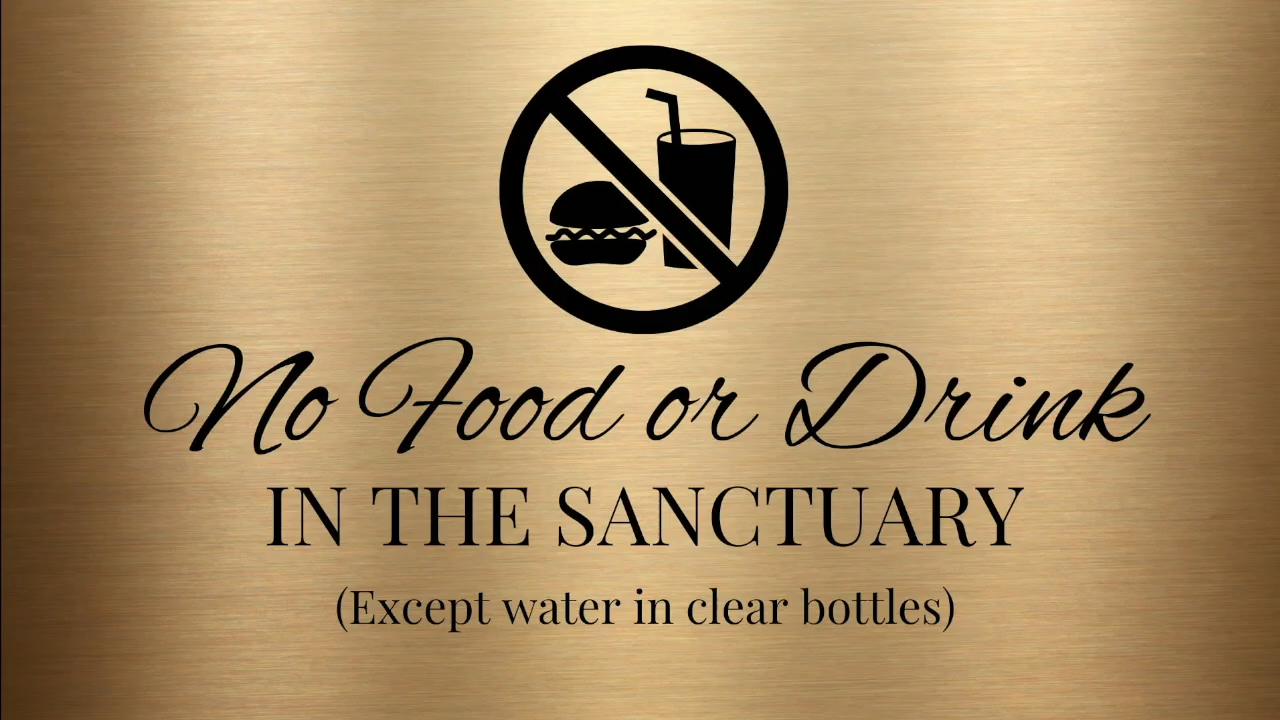 No Food or Drink
IN THE SANCTUARY
(Except water in clear bottles)